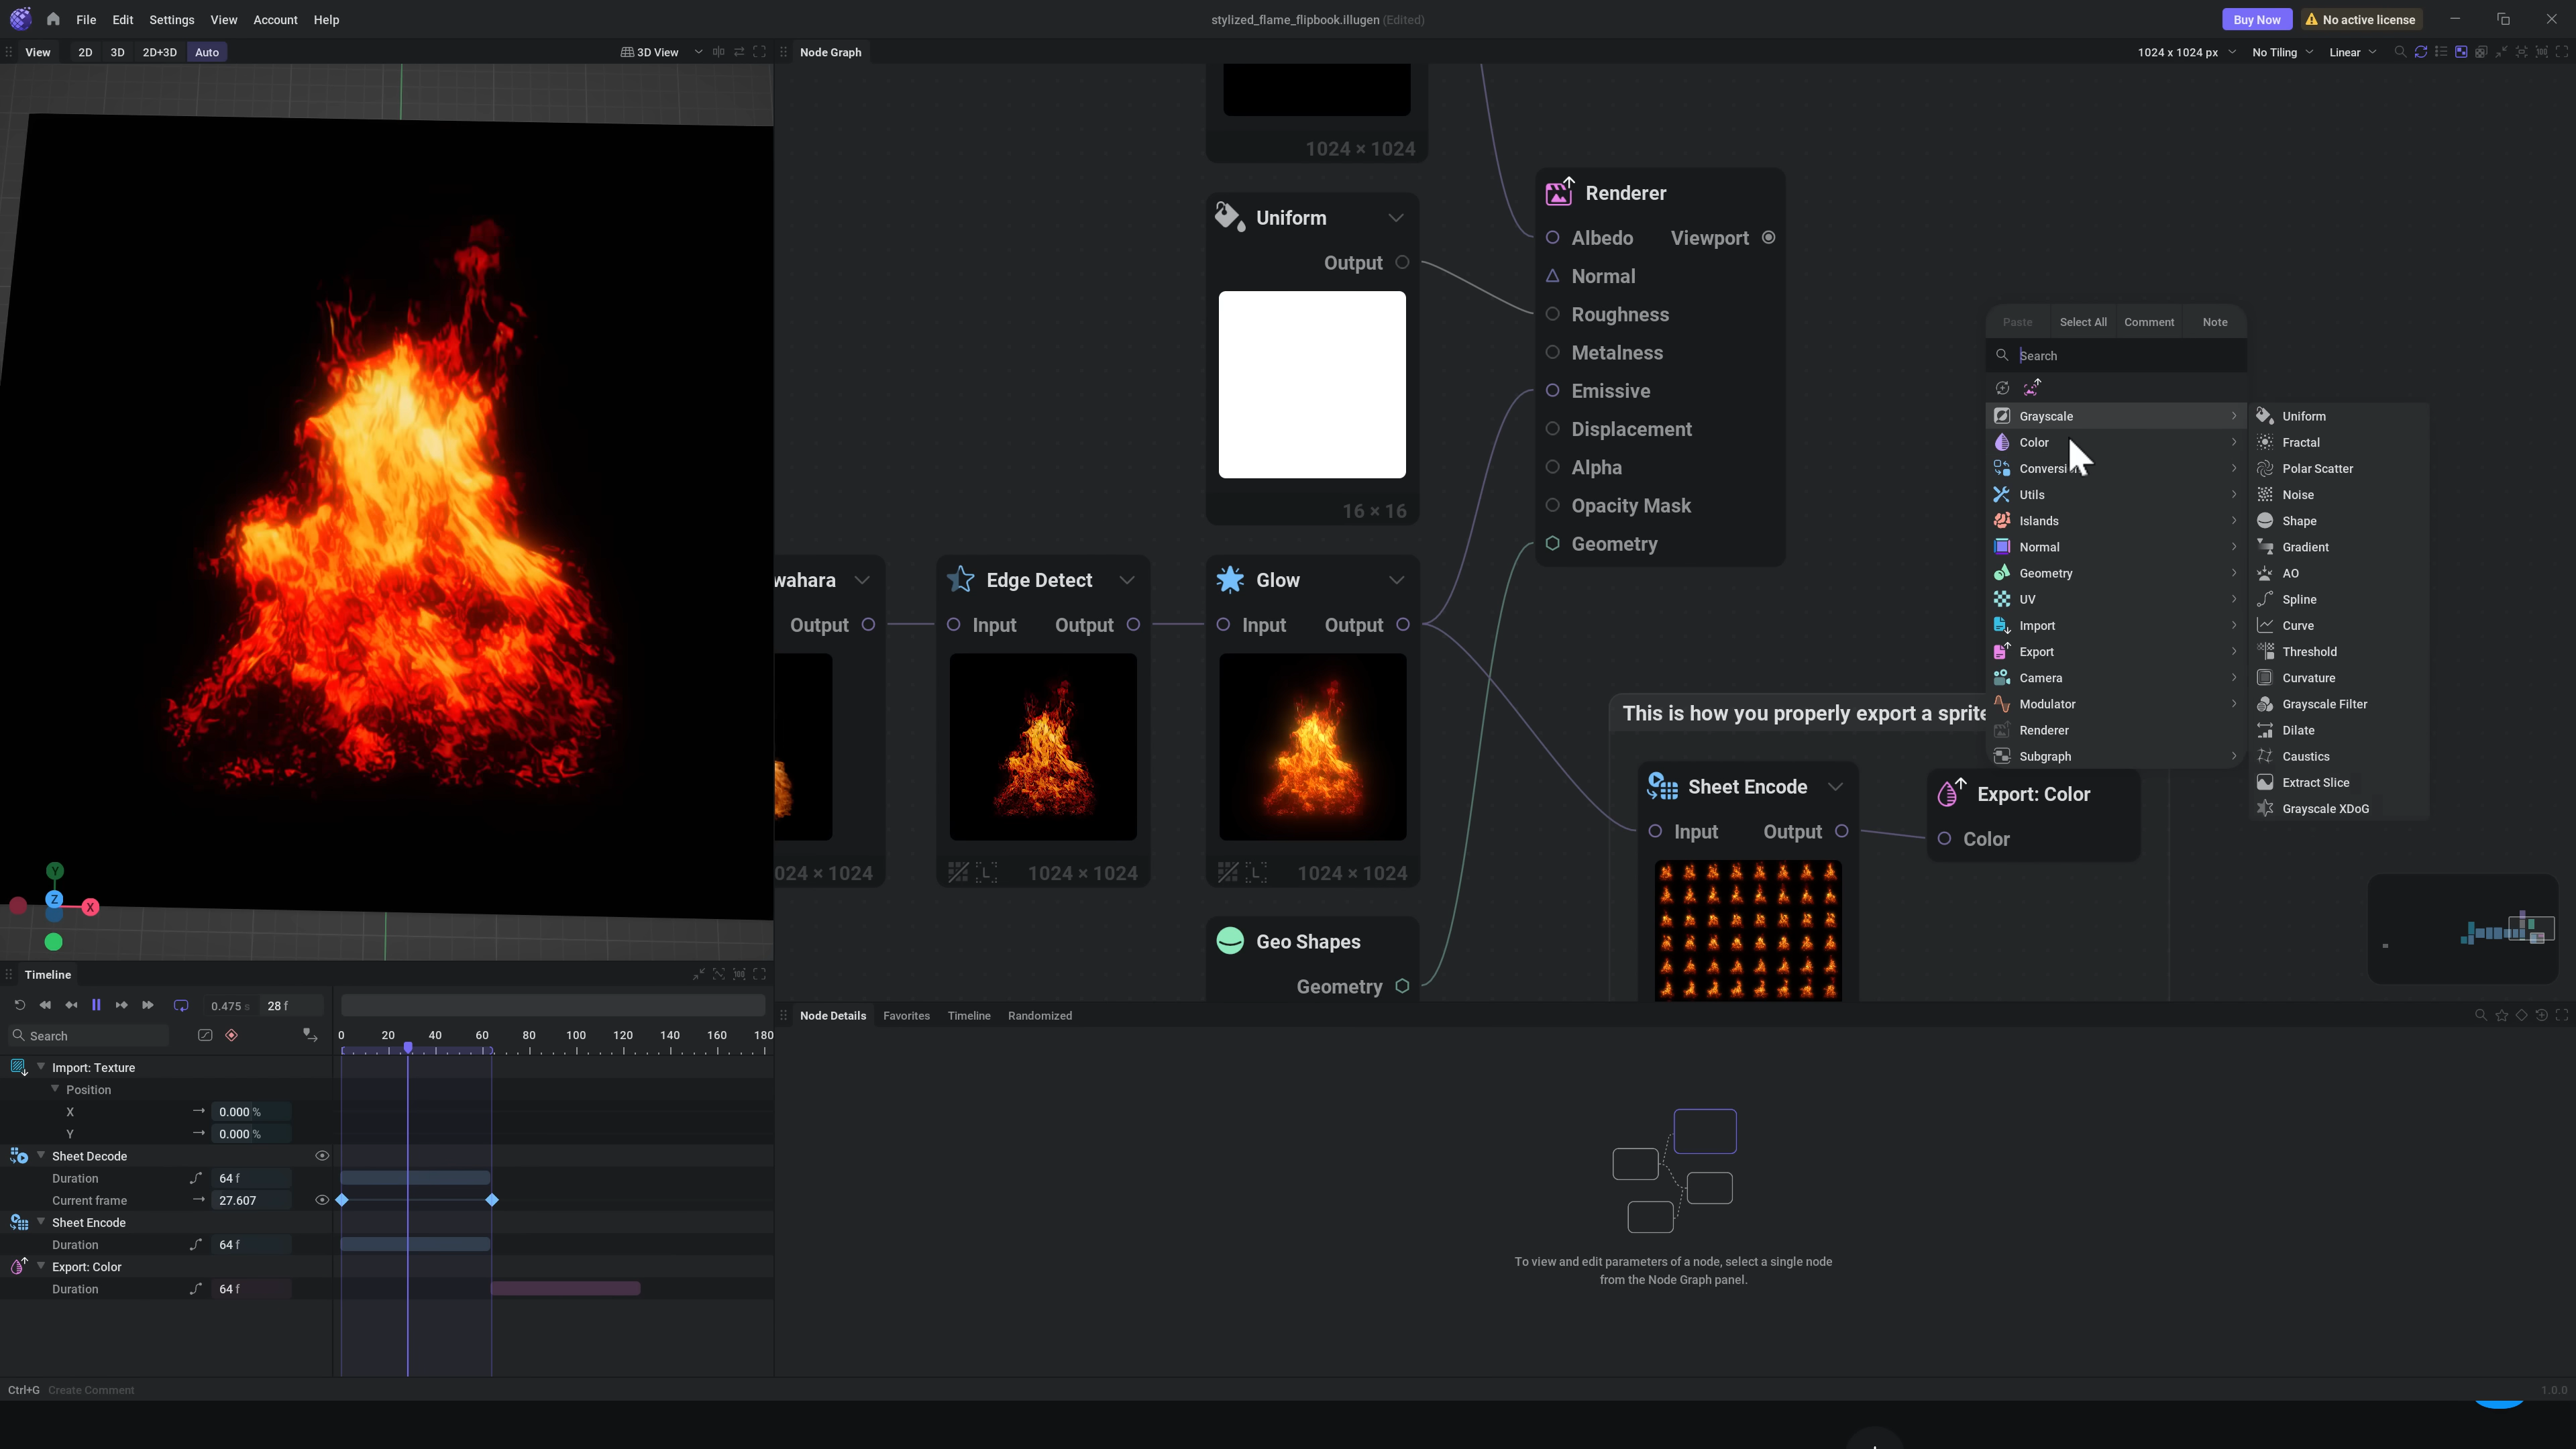 File Edit Settings View Account Help
stylized_flame_flipbook.illugen (Edited)
Buy Now
No active license
View 2D 3D 2D+3D Auto
3D View
Node Graph
1024 x 1024 px No Tiling Linear
1024 × 1024
Uniform
Output
16 × 16
Renderer
Albedo Viewport
Normal
Roughness
Metalness
Emissive
Displacement
Alpha
Opacity Mask
Geometry
wahara
Output
024 × 1024
Edge Detect
Input Output
L 1024 × 1024
Glow
Input Output
L 1024 × 1024
Geo Shapes
Geometry
This is how you properly export a sprite
Sheet Encode
Input Output
Export: Color
Color
Paste Select All Comment Note
Search
Grayscale
Color
Conversi
Utils
Islands
Normal
Geometry
UV
Import
Export
Camera
Modulator
Renderer
Subgraph
Uniform
Fractal
Polar Scatter
Noise
Shape
Gradient
AO
Spline
Curve
Threshold
Curvature
Grayscale Filter
Dilate
Caustics
Extract Slice
Grayscale XDoG
Y
Z
X
Timeline
0.475 s 28 f
Search
0 20 40 60 80 100 120 140 160 180
Import: Texture
Position
X 0.000 %
Y 0.000 %
Sheet Decode
Duration 64 f
Current frame 27.607
Sheet Encode
Duration 64 f
Export: Color
Duration 64 f
Node Details Favorites Timeline Randomized
To view and edit parameters of a node, select a single node
from the Node Graph panel.
Ctrl+G Create Comment
1.0.0